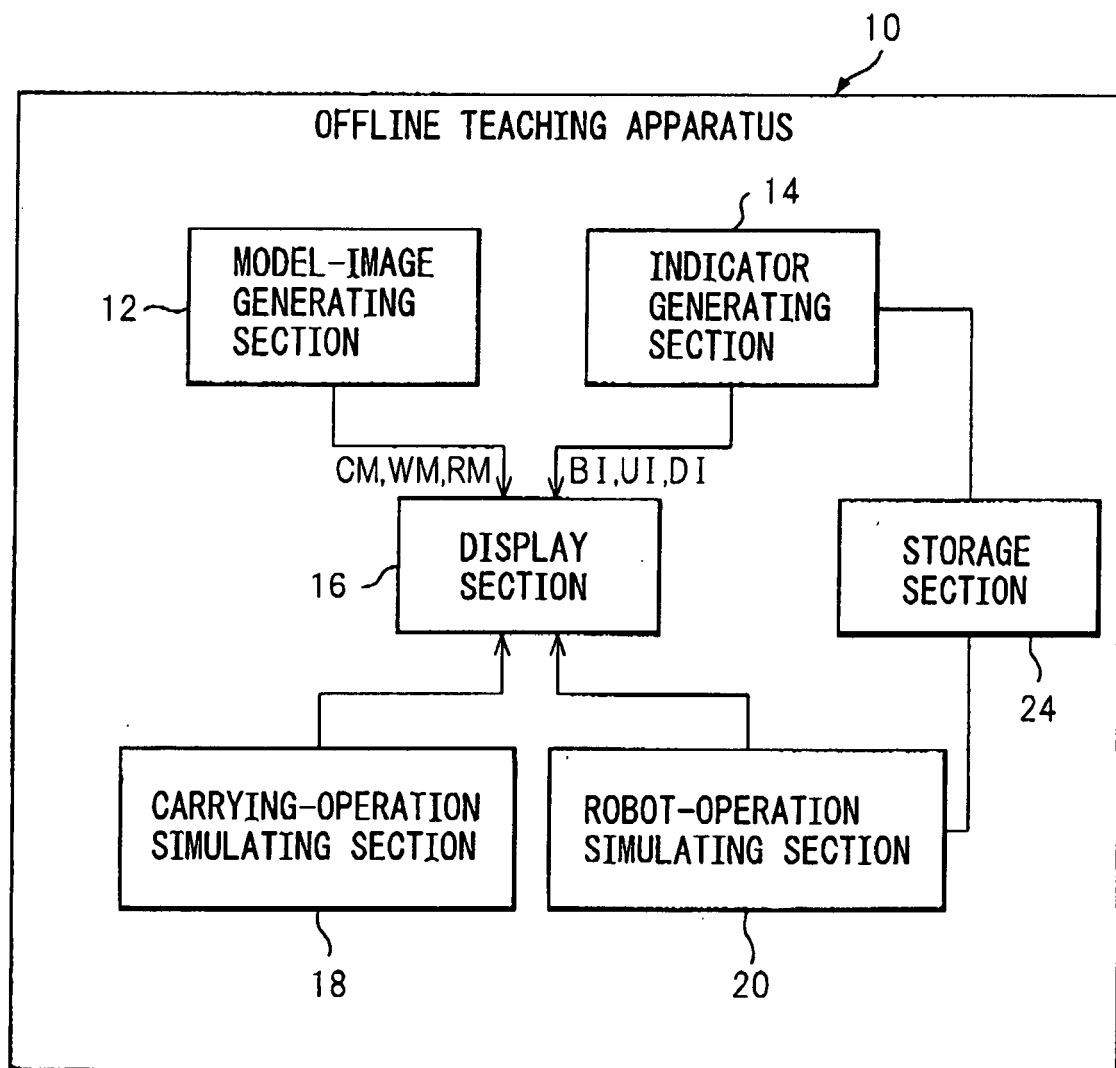 10
OFFLINE TEACHING APPARATUS
14
MODEL-IMAGE
GENERATING
SECTION
12
INDICATOR
GENERATING
SECTION
CM,WM,RM
BI,UI,DI
DISPLAY
SECTION
16
STORAGE
SECTION
24
CARRYING-OPERATION
SIMULATING SECTION
18
ROBOT-OPERATION
SIMULATING SECTION
20